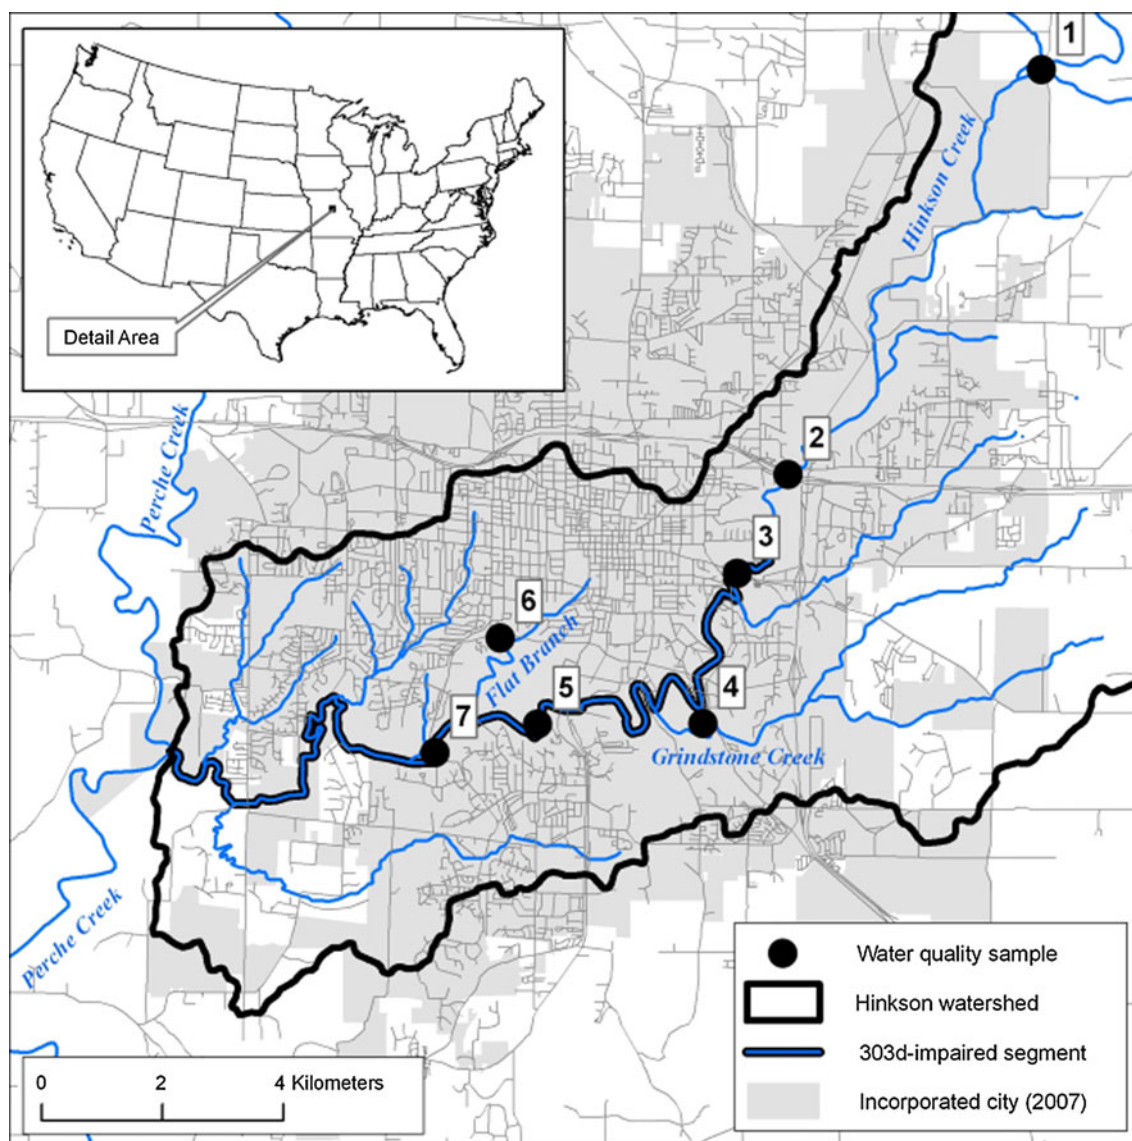 1
Hinkson Creek
Detail Area
Perche Creek
2
3
6
Flat Branch
5
4
7
Grindstone Creek
Perche Creek
Water quality sample
Hinkson watershed
303d-impaired segment
Incorporated city (2007)
0 2 4 Kilometers